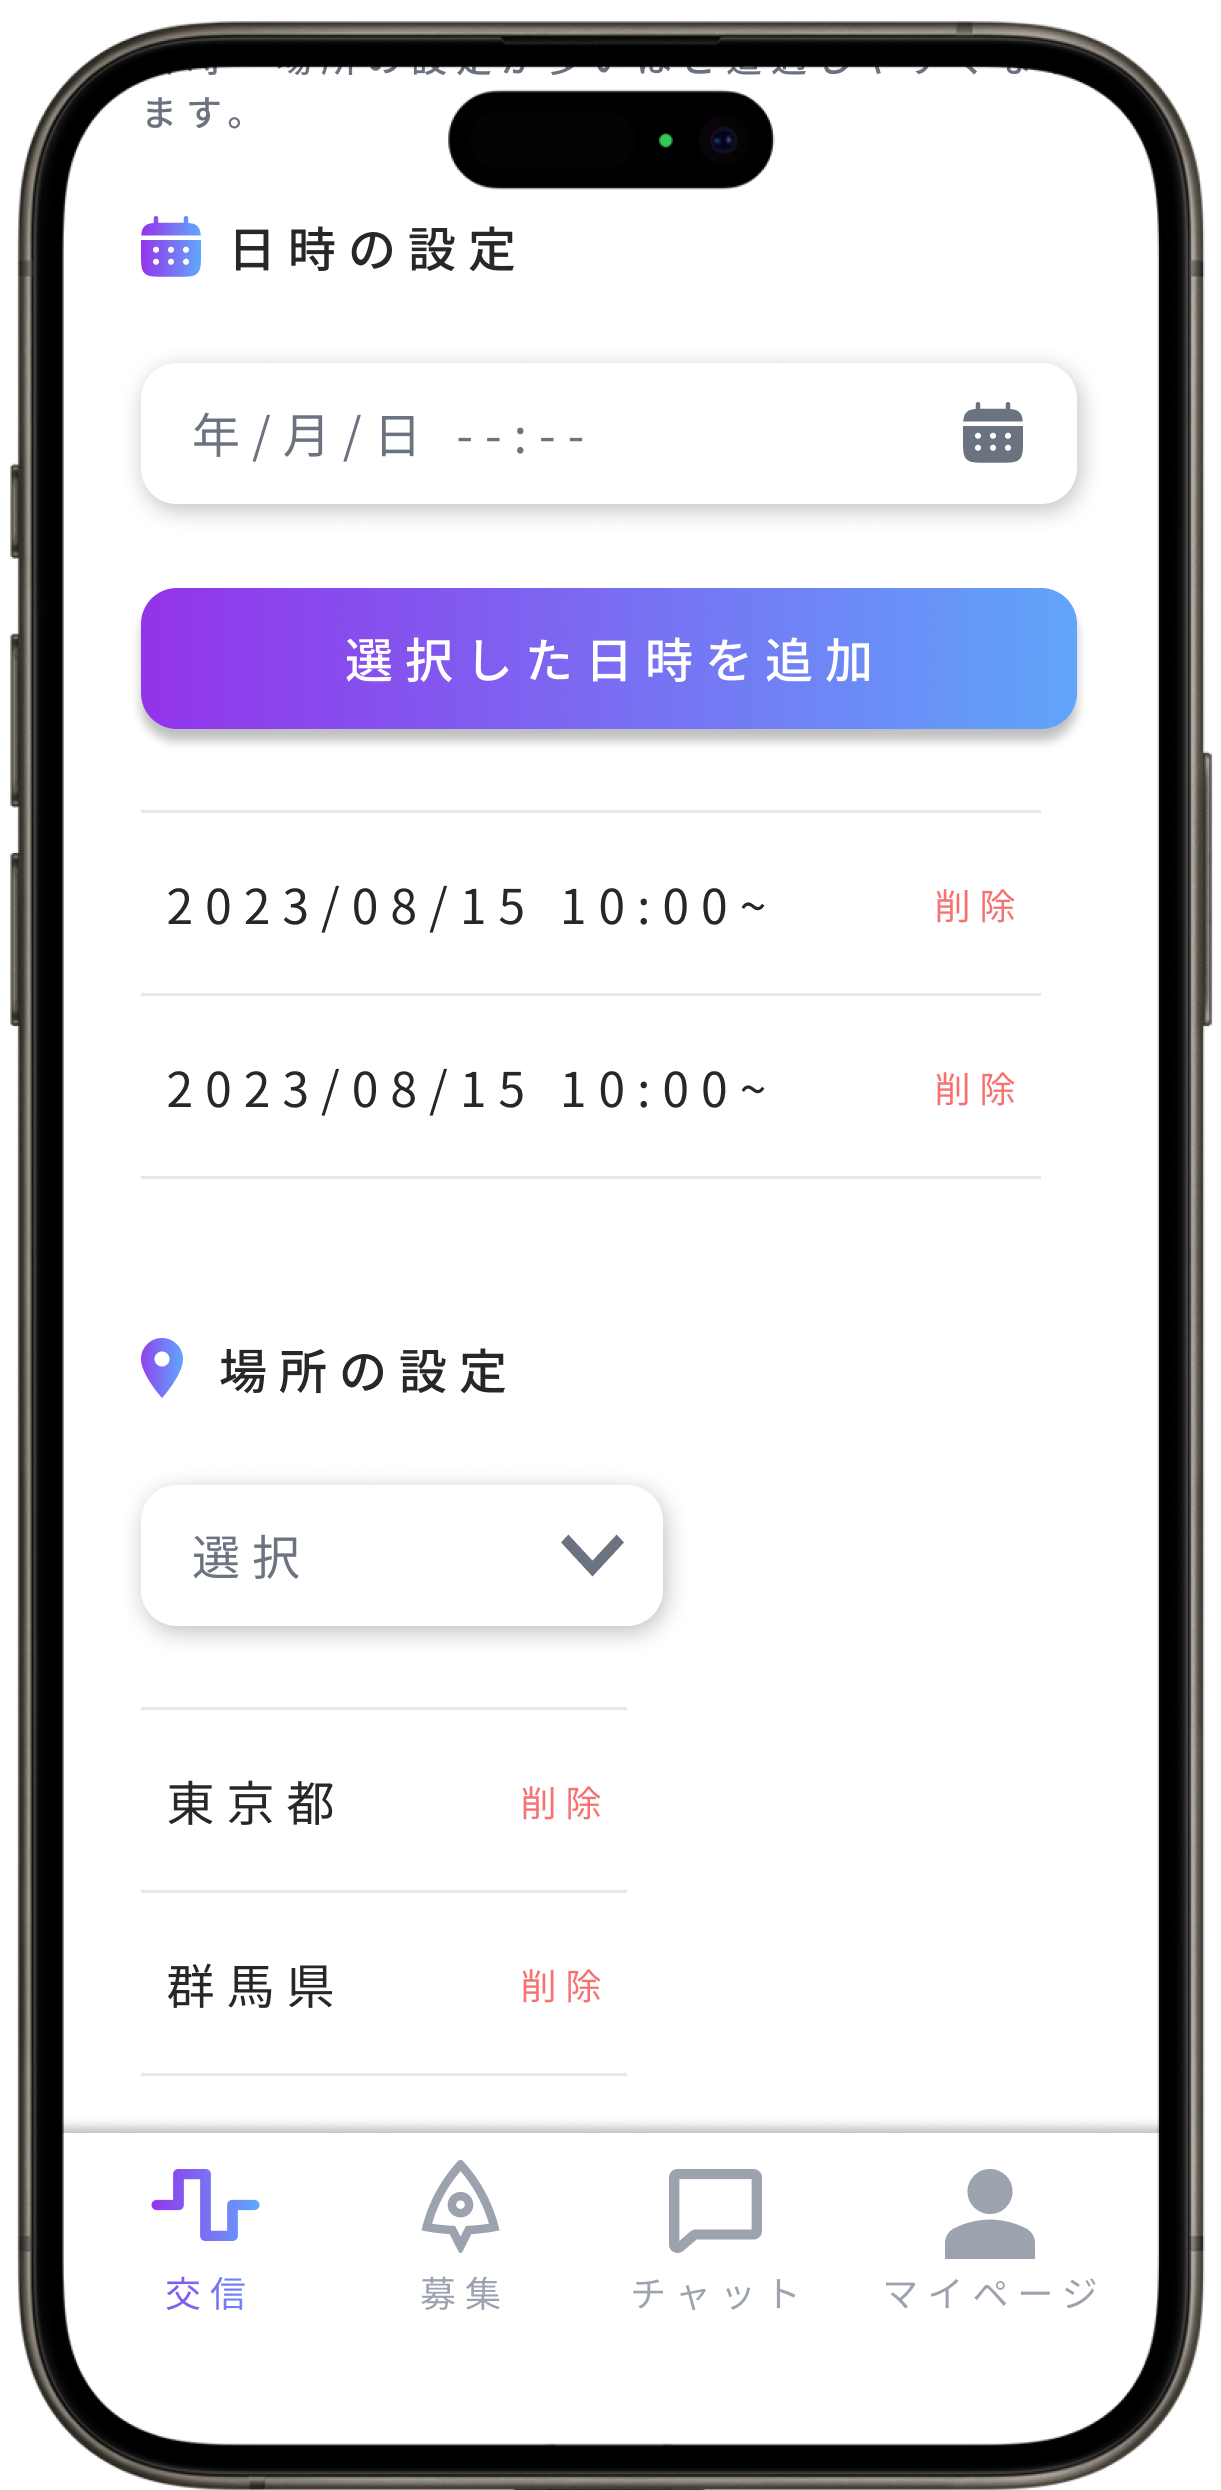 ます。
日時の設定
年/月/日 --:--
選択した日時を追加
2023/08/15 10:00~ 削除
2023/08/15 10:00~ 削除
場所の設定
選択
東京都 削除
群馬県 削除
交信 募集 チャット マイページ